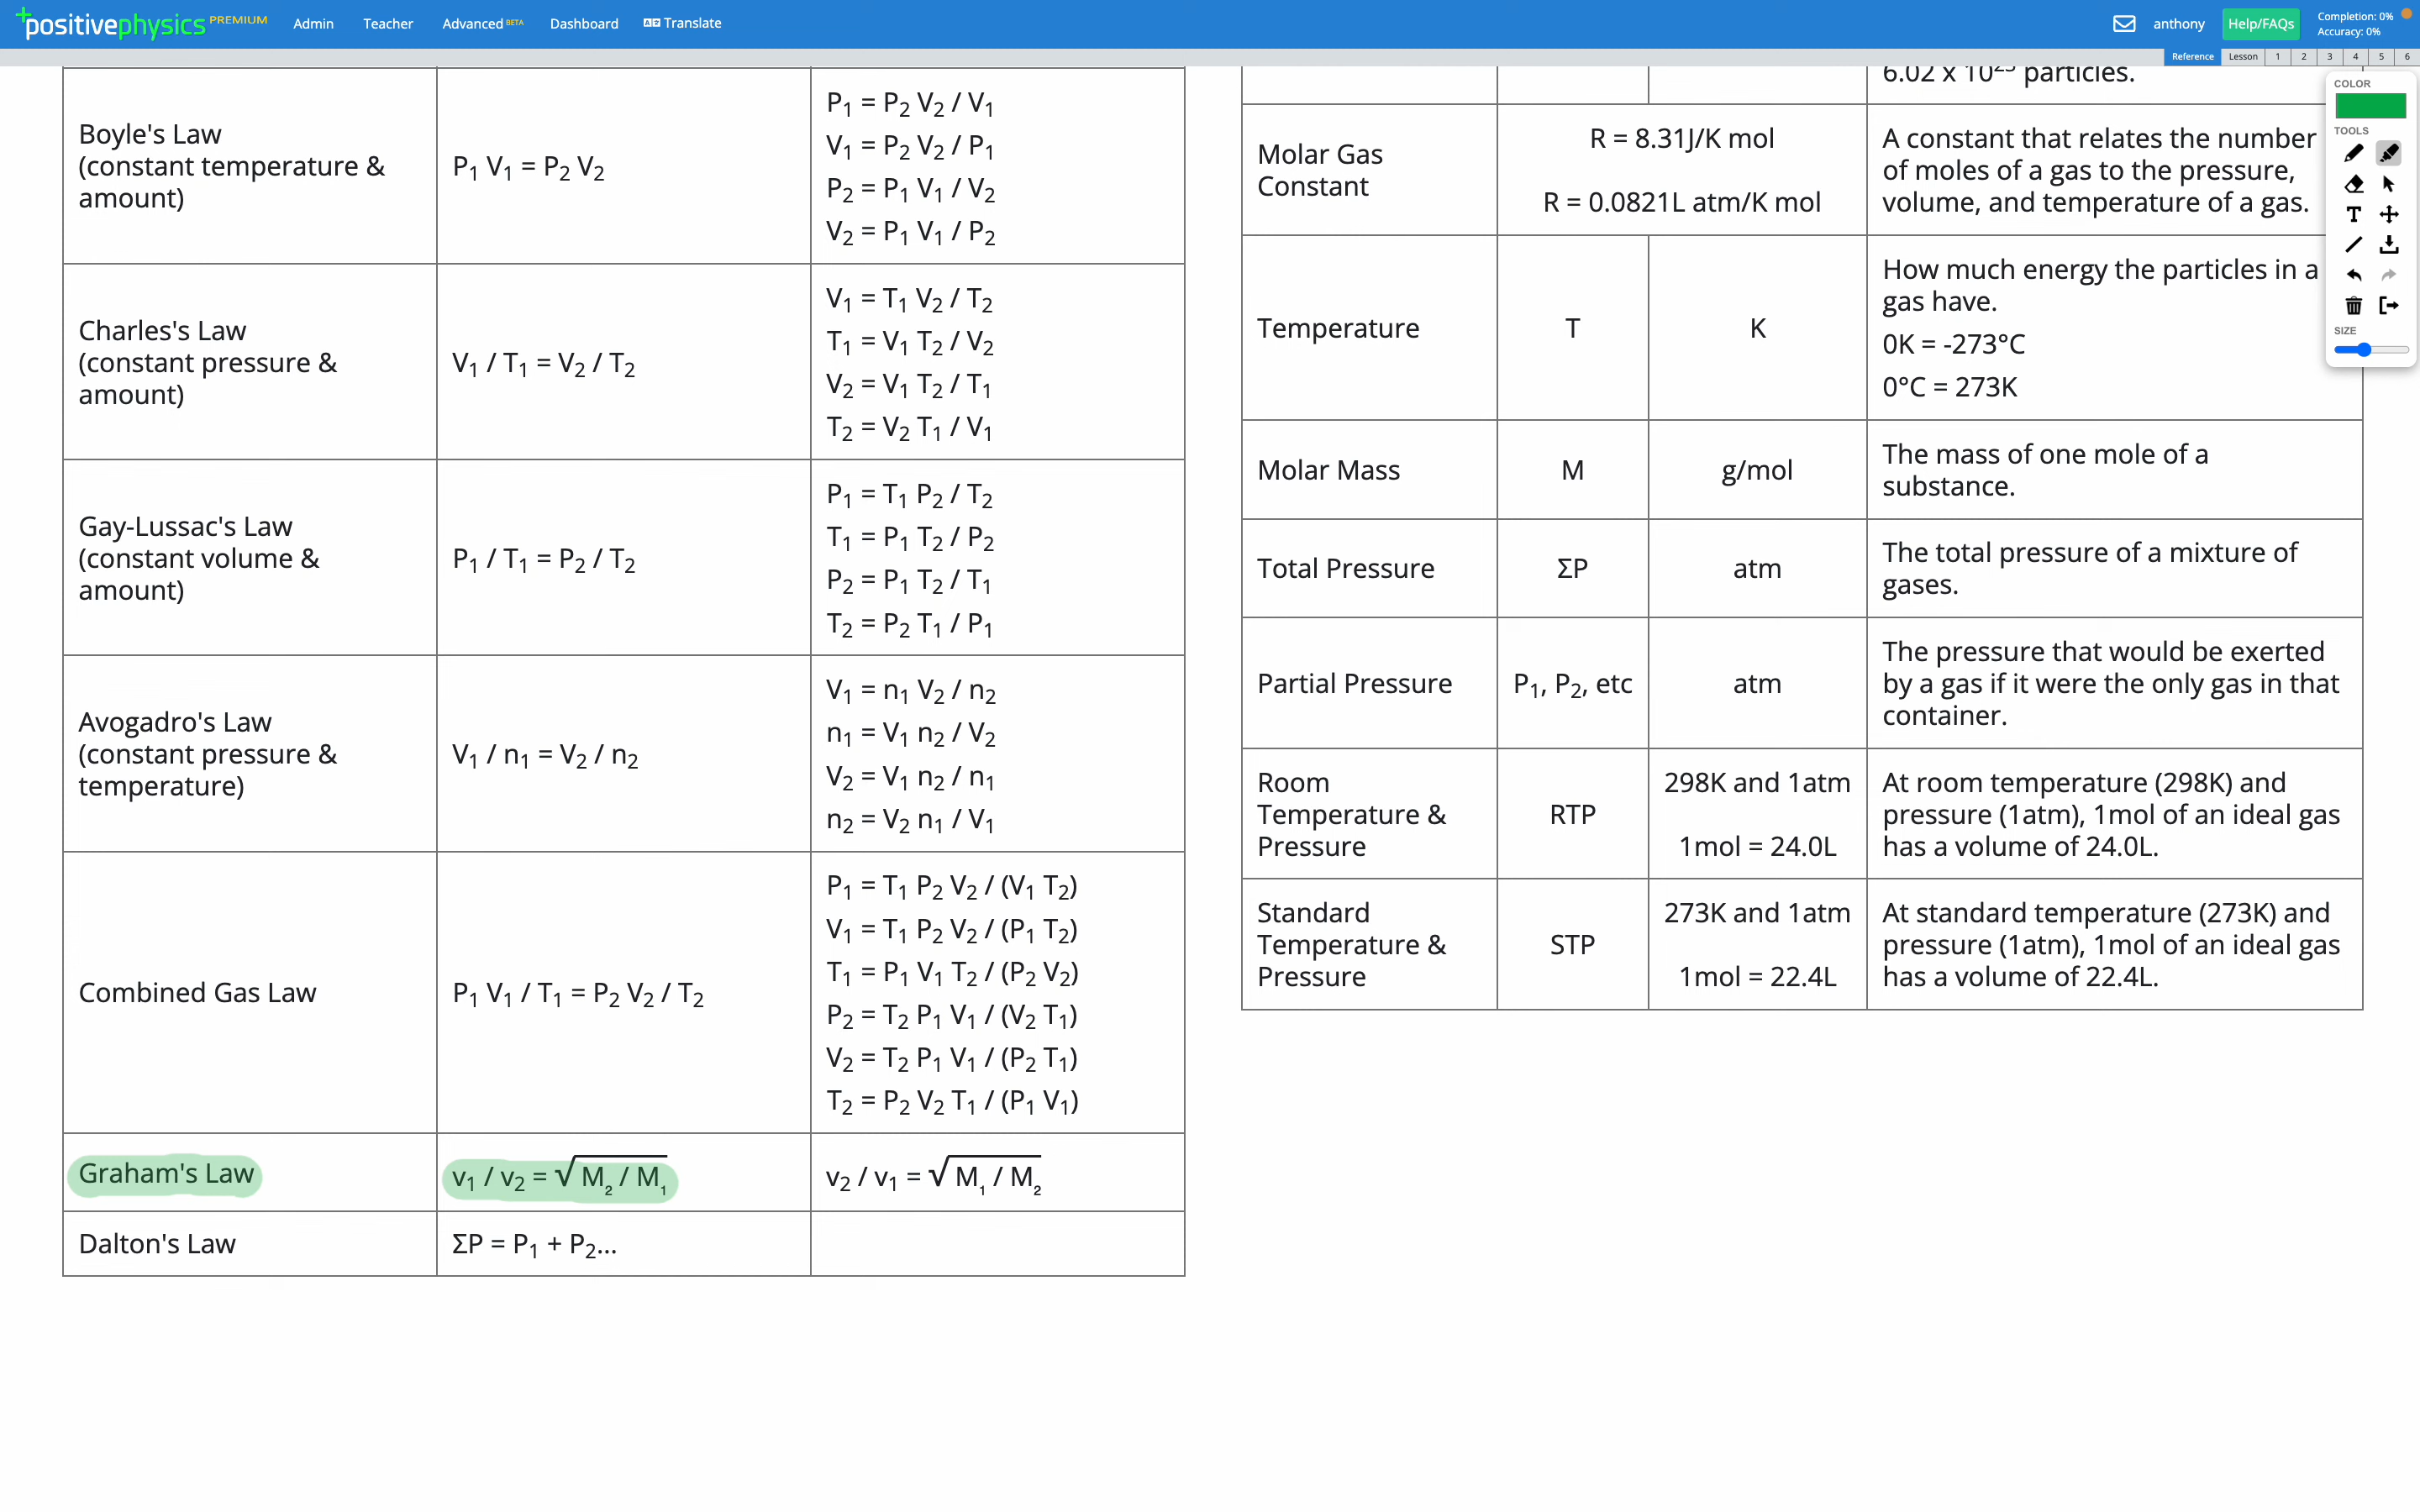 +positivephysics PREMIUM Admin Teacher Advanced BETA Dashboard Translate anthony Help/FAQs Completion: 0% Accuracy: 0%
Reference Lesson 1 2 3 4 5 6
Boyle's Law
(constant temperature &
amount)
P₁ V₁ = P₂ V₂
P₁ = P₂ V₂ / V₁
V₁ = P₂ V₂ / P₁
P₂ = P₁ V₁ / V₂
V₂ = P₁ V₁ / P₂
Charles's Law
(constant pressure &
amount)
V₁ / T₁ = V₂ / T₂
V₁ = T₁ V₂ / T₂
T₁ = V₁ T₂ / V₂
V₂ = V₁ T₂ / T₁
T₂ = V₂ T₁ / V₁
Gay-Lussac's Law
(constant volume &
amount)
P₁ / T₁ = P₂ / T₂
P₁ = T₁ P₂ / T₂
T₁ = P₁ T₂ / P₂
P₂ = P₁ T₂ / T₁
T₂ = P₂ T₁ / P₁
Avogadro's Law
(constant pressure &
temperature)
V₁ / n₁ = V₂ / n₂
V₁ = n₁ V₂ / n₂
n₁ = V₁ n₂ / V₂
V₂ = V₁ n₂ / n₁
n₂ = V₂ n₁ / V₁
Combined Gas Law
P₁ V₁ / T₁ = P₂ V₂ / T₂
P₁ = T₁ P₂ V₂ / (V₁ T₂)
V₁ = T₁ P₂ V₂ / (P₁ T₂)
T₁ = P₁ V₁ T₂ / (P₂ V₂)
P₂ = T₂ P₁ V₁ / (V₂ T₁)
V₂ = T₂ P₁ V₁ / (P₂ T₁)
T₂ = P₂ V₂ T₁ / (P₁ V₁)
Graham's Law
v₁ / v₂ = √M₂ / M₁
v₂ / v₁ = √M₁ / M₂
Dalton's Law
ΣP = P₁ + P₂...
6.02 x 10²³ particles.
Molar Gas
Constant
R = 8.31J/K mol
R = 0.0821L atm/K mol
A constant that relates the number
of moles of a gas to the pressure,
volume, and temperature of a gas.
Temperature
T
K
How much energy the particles in a
gas have.
0K = -273°C
0°C = 273K
Molar Mass
M
g/mol
The mass of one mole of a
substance.
Total Pressure
ΣP
atm
The total pressure of a mixture of
gases.
Partial Pressure
P₁, P₂, etc
atm
The pressure that would be exerted
by a gas if it were the only gas in that
container.
Room
Temperature &
Pressure
RTP
298K and 1atm
1mol = 24.0L
At room temperature (298K) and
pressure (1atm), 1mol of an ideal gas
has a volume of 24.0L.
Standard
Temperature &
Pressure
STP
273K and 1atm
1mol = 22.4L
At standard temperature (273K) and
pressure (1atm), 1mol of an ideal gas
has a volume of 22.4L.
COLOR
TOOLS
T
SIZE